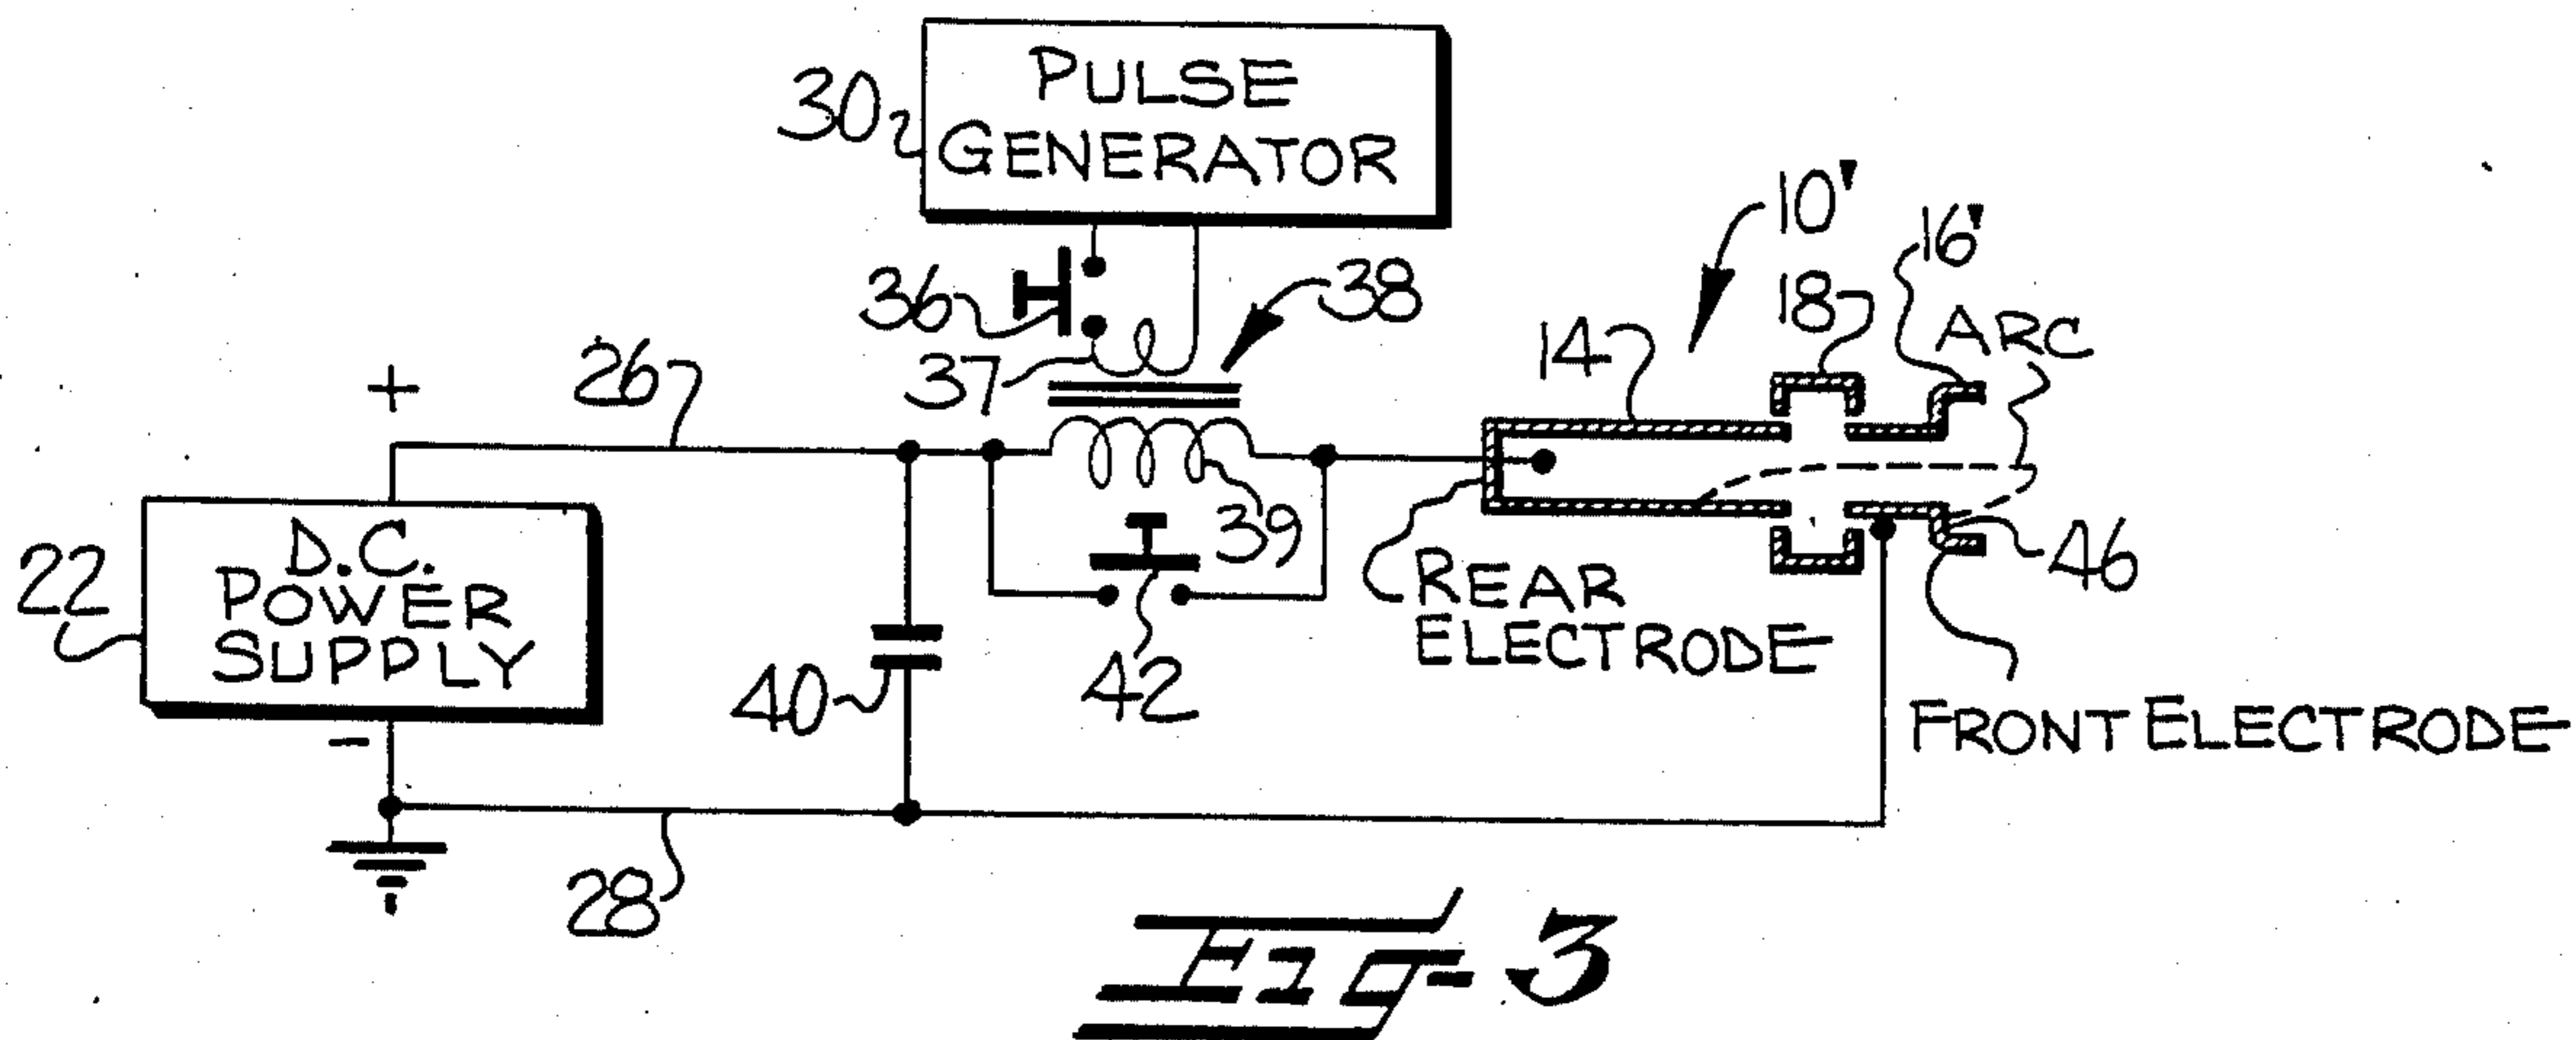 PULSE
GENERATOR
30
10'
16'
36
38
18
ARC
14
37
26
+
39
D.C.
POWER
SUPPLY
22
REAR
ELECTRODE
46
40
42
FRONT ELECTRODE
-
28
Fig-3